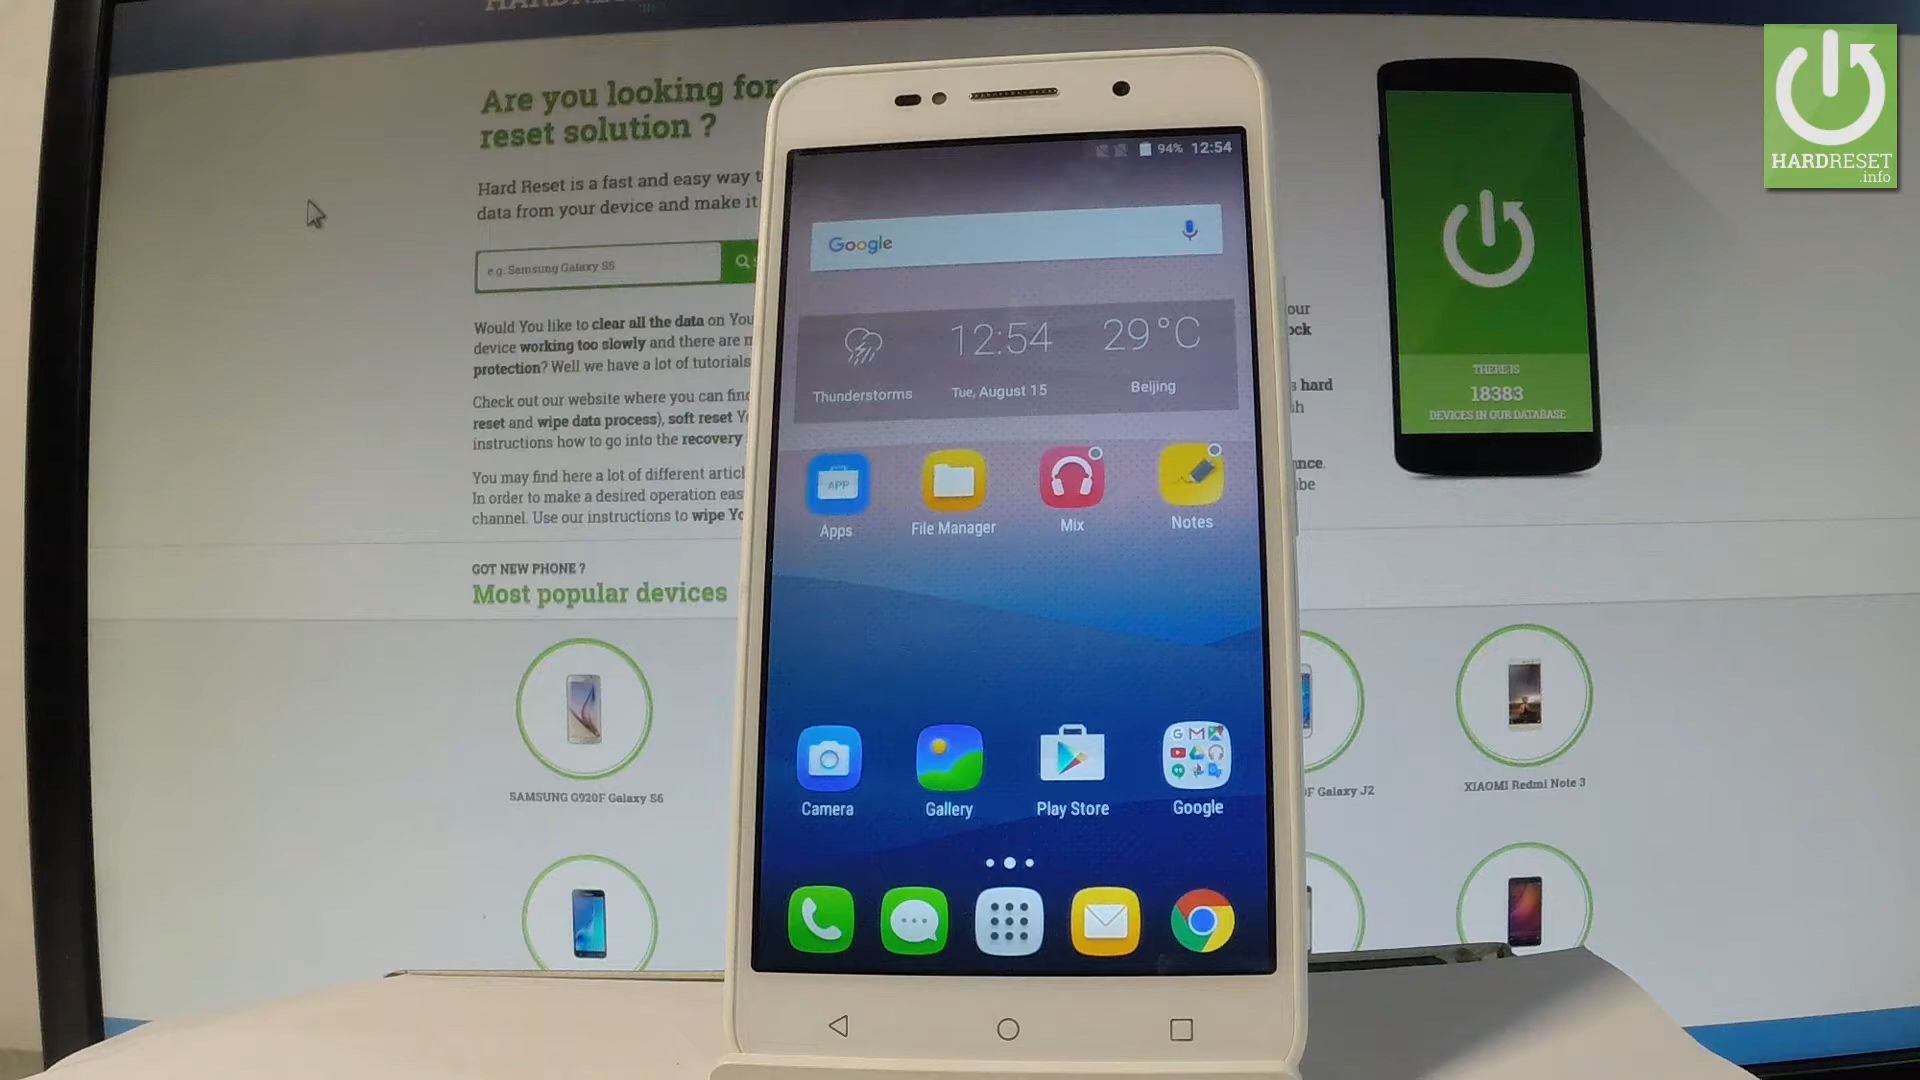 Are you looking for
reset solution ?
Hard Reset is a fast and easy way
data from your device and make it
e.g. Samsung Galaxy S6
Would You like to clear all the data on You
device working too slowly and there are
protection? Well we have a lot of tutorials
Check out our website where you can find
reset and wipe data process), soft reset
instructions how to go into the recovery
You may find here a lot of different
In order to make a desired operation
channel. Use our instructions to wipe
GOT NEW PHONE ?
Most popular devices
SAMSUNG G920F Galaxy S6
94% 12:54
Google
12:54
29°C
Thunderstorms
Tue, August 15
Beijing
APP
Apps
File Manager
Mix
Notes
Camera
Gallery
Play Store
Google
our
hard
THERE IS
18383
DEVICES IN OUR DATABASE
Galaxy J2
XIAOMI Redmi Note 3
HARDRESET
.info